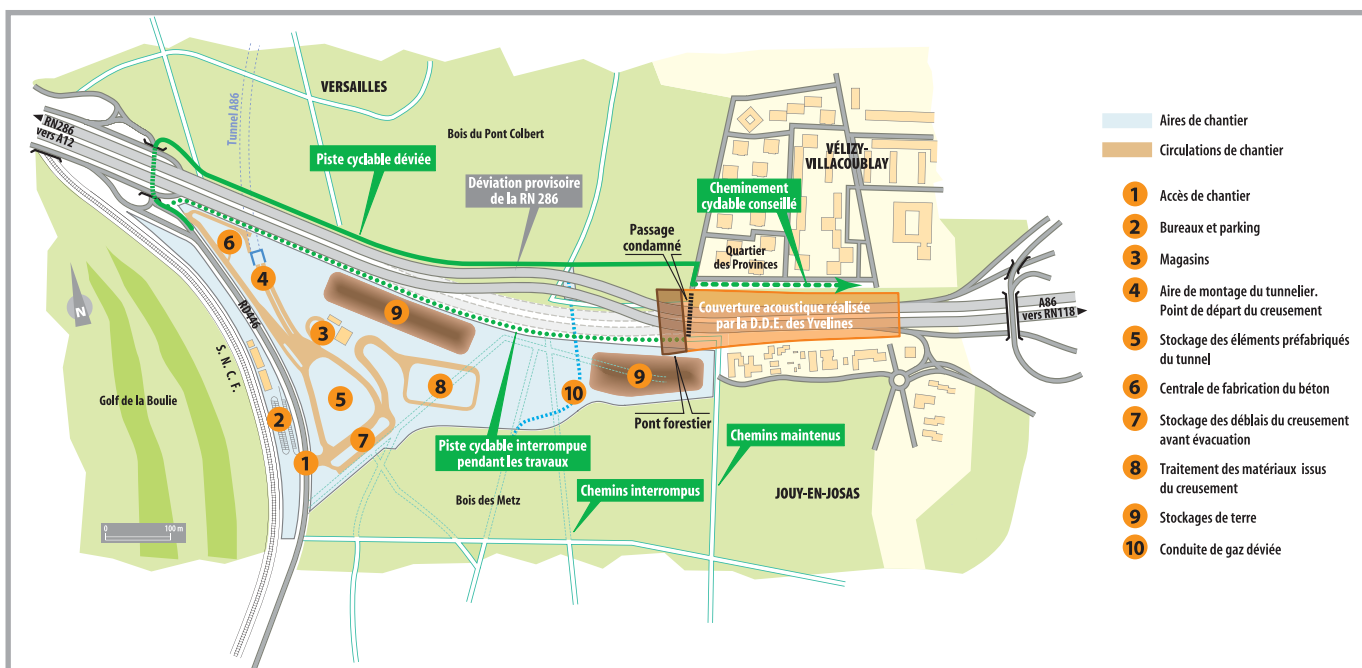 VERSAILLES
Tunnel A86
RN286
vers A12
Bois du Pont Colbert
Piste cyclable déviée
Déviation provisoire
de la RN 286
VÉLIZY-
VILLACOUBLAY
Cheminement
cyclable conseillé
Passage
condamné
Quartier
des Provinces
Couverture acoustique réalisée
par la D.D.E. des Yvelines
A86
vers RN118
6
4
9
3
RD446
S. N. C. F.
N
Golf de la Boulie
5
8
9
10
2
7
1
Pont forestier
Piste cyclable interrompue
pendant les travaux
Chemins maintenus
Bois des Metz
Chemins interrompus
JOUY-EN-JOSAS
0 100 m
Aires de chantier
Circulations de chantier
1 Accès de chantier
2 Bureaux et parking
3 Magasins
4 Aire de montage du tunnelier.
Point de départ du creusement
5 Stockage des éléments préfabriqués
du tunnel
6 Centrale de fabrication du béton
7 Stockage des déblais du creusement
avant évacuation
8 Traitement des matériaux issus
du creusement
9 Stockages de terre
10 Conduite de gaz déviée